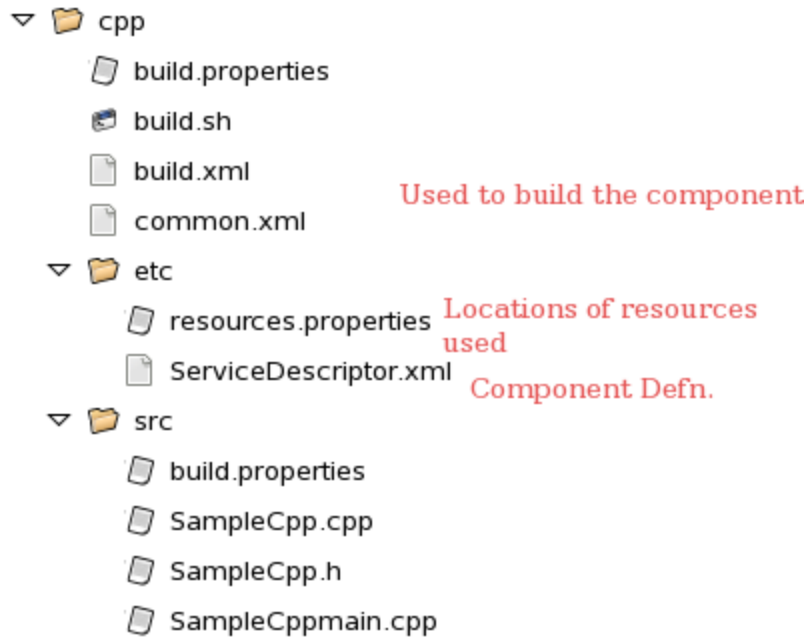 cpp
build.properties
build.sh
build.xml
Used to build the component
common.xml
etc
resources.properties
Locations of resources
used
ServiceDescriptor.xml
Component Defn.
src
build.properties
SampleCpp.cpp
SampleCpp.h
SampleCppmain.cpp